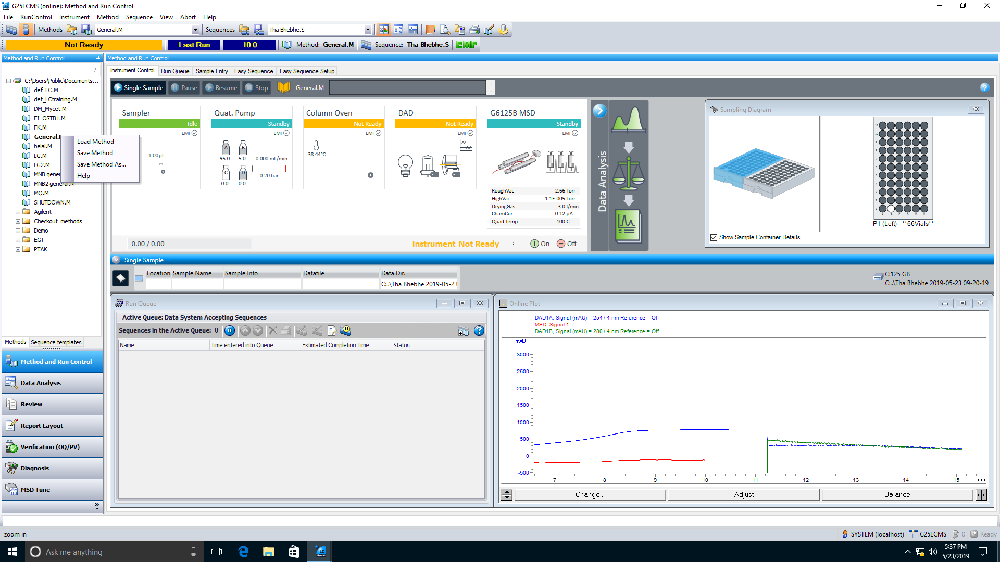 G25LCMS (online): Method and Run Control
File RunControl Instrument Method Sequence View Abort Help
Methods General.M Sequences Tha Bhebhe.S
Not Ready Last Run 10.0 Method: General.M Sequence: Tha Bhebhe.S EMF
Method and Run Control
C:\Users\Public\Documents...
def_LC.M
def_LCtraining.M
DM_Mycet.M
FI_OSTB1.M
FK.M
General.
helal.M
LG.M
LG2.M
MNB gener
MNB2 general.M
MQ.M
SHUTDOWN.M
Agilent
Checkout_methods
Demo
EGT
PTAK
Load Method
Save Method
Save Method As...
Help
Methods Sequence templates
Method and Run Control
Data Analysis
Review
Report Layout
Verification (OQ/PV)
Diagnosis
MSD Tune
Method and Run Control
Instrument Control Run Queue Sample Entry Easy Sequence Easy Sequence Setup
Single Sample Pause Resume Stop General.M
Sampler
Idle
EMF
1.00µL
Quat. Pump
Standby
EMF
A B
95.0 5.0 0.000 mL/min
C D
0.0 0.0 0.20 bar
Column Oven
Not Ready
EMF
38.44°C
DAD
Not Ready
EMF
G6125B MSD
Standby
EMF
RoughVac 2.66 Torr
HighVac 1.1E-005 Torr
DryingGas 3.0 l/min
ChamCur 0.12 µA
Quad Temp 100 C
0.00 / 0.00 Instrument Not Ready On Off
Data Analysis
Sampling Diagram
11
10
9
8
7
6
5
4
3
2
1
A B C D E F
P1 (Left) - **66Vials**
Show Sample Container Details
Single Sample
Location Sample Name Sample Info Datafile Data Dir.
C:..\Tha Bhebhe 2019-05-23
C:125 GB
C:..\Tha Bhebhe 2019-05-23 09-20-19
Run Queue
Active Queue: Data System Accepting Sequences
Sequences in the Active Queue: 0
Name Time entered into Queue Estimated Completion Time Status
Online Plot
DAD1A, Signal (mAU) = 254 / 4 nm Reference = Off
MSD: Signal 1
DAD1B, Signal (mAU) = 280 / 4 nm Reference = Off
mAU
3000
2500
2000
1500
1000
500
0
-500
7 8 9 10 11 12 13 14 15 min
Change... Adjust Balance
zoom in SYSTEM (localhost) G25LCMS 0 Ready
Ask me anything
5:37 PM
5/23/2019